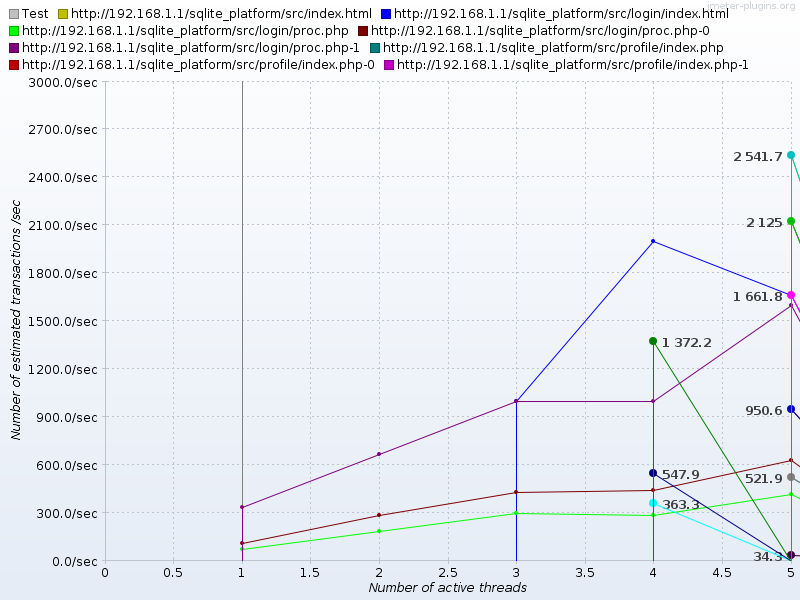 jmeter-plugins.org
Test http://192.168.1.1/sqlite_platform/src/index.html http://192.168.1.1/sqlite_platform/src/login/index.html
http://192.168.1.1/sqlite_platform/src/login/proc.php http://192.168.1.1/sqlite_platform/src/login/proc.php-0
http://192.168.1.1/sqlite_platform/src/login/proc.php-1 http://192.168.1.1/sqlite_platform/src/profile/index.php
http://192.168.1.1/sqlite_platform/src/profile/index.php-0 http://192.168.1.1/sqlite_platform/src/profile/index.php-1
3000.0/sec
2700.0/sec
2 541.7
2400.0/sec
2100.0/sec
2 125
1800.0/sec
1 661.8
1500.0/sec
1 372.2
1200.0/sec
900.0/sec
950.6
600.0/sec
547.9
521.9
363.3
300.0/sec
34.3
0.0/sec
Number of estimated transactions /sec
0 0.5 1 1.5 2 2.5 3 3.5 4 4.5 5
Number of active threads